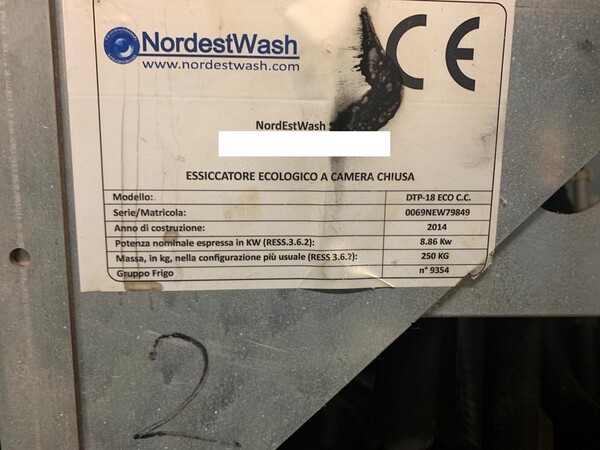 NordestWash
www.nordestwash.com
CE
NordEstWash
ESSICCATORE ECOLOGICO A CAMERA CHIUSA
Modello: DTP-18 ECO C.C.
Serie/Matricola: 0069NEW79849
Anno di costruzione: 2014
Potenza nominale espressa in KW (RESS.3.6.2): 8.86 Kw
Massa, in kg, nella configurazione più usuale (RESS 3.6.2): 250 KG
Gruppo Frigo n° 9354
2